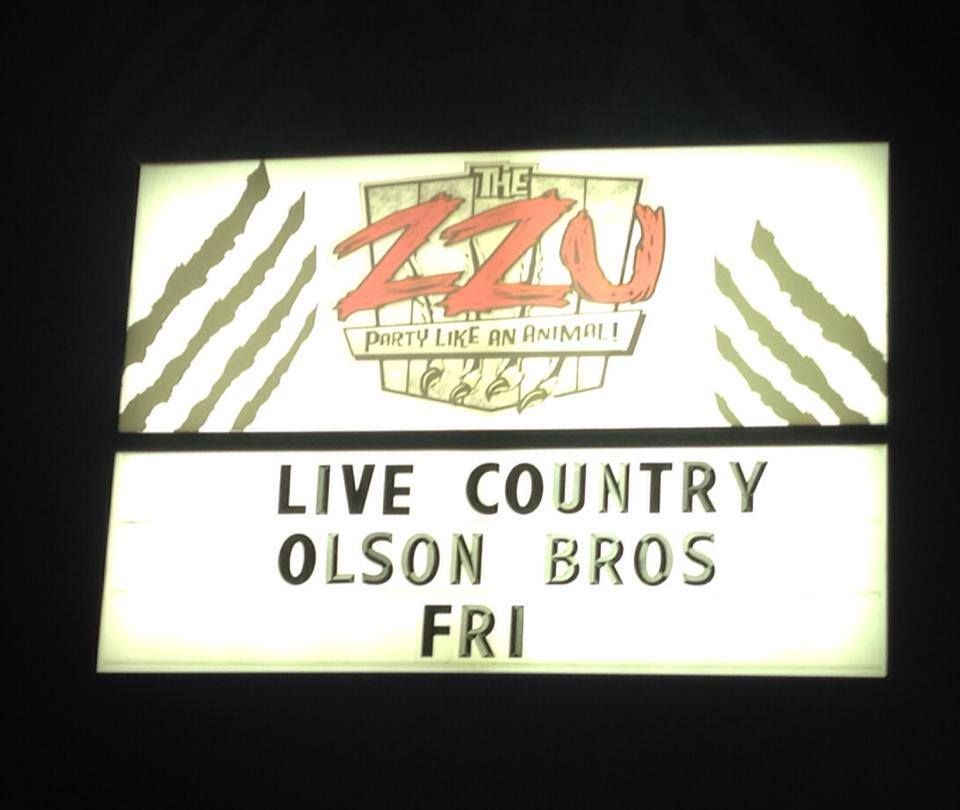 THE
ZZU
PARTY LIKE AN ANIMAL!
LIVE COUNTRY
OLSON BROS
FRI